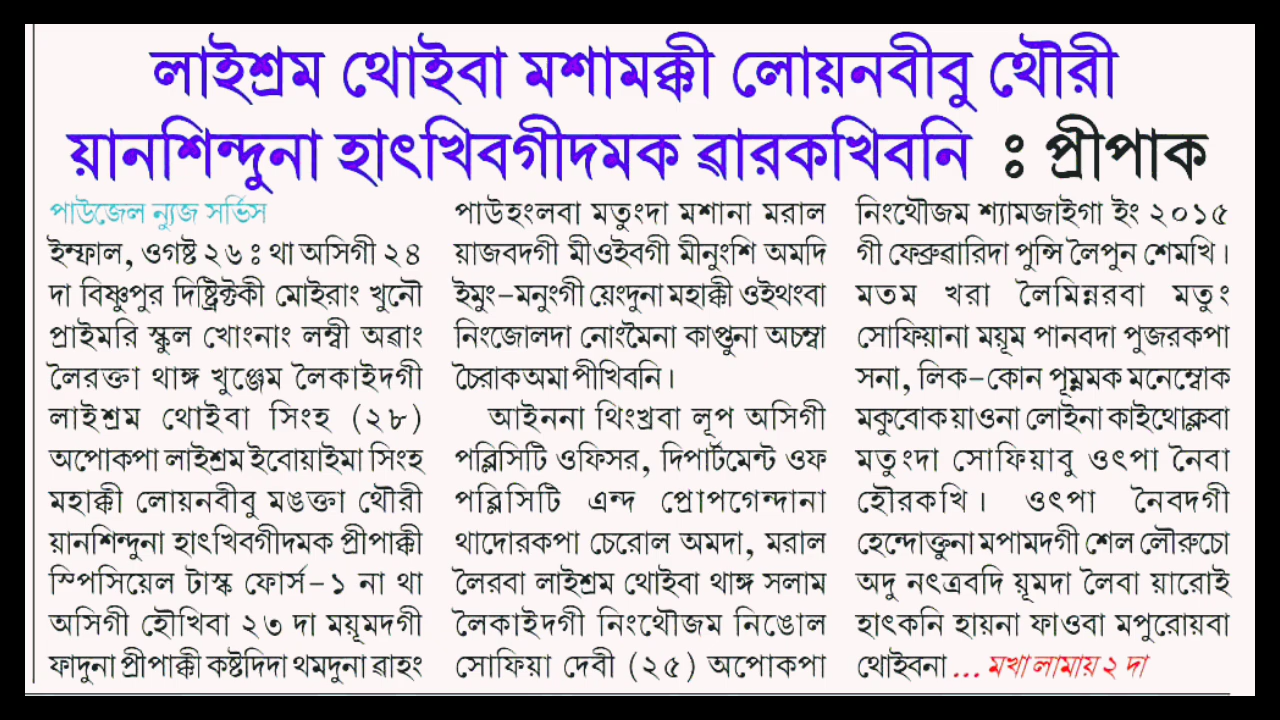 লাইশ্রম থোইবা মশামক্কী লোয়নবীবু থৌরী
য়ানশিন্দুনা হাৎখিবগীদমক ৱারকখিবনি ঃ প্রীপাক
পাউজেল ন্যুজ সর্ভিস
ইম্ফাল, ওগষ্ট ২৬ ঃ থা অসিগী ২৪
দা বিষ্ণুপুর দিষ্ট্রিক্টকী মোইরাং খুনৌ
প্রাইমরি স্কুল খোংনাং লম্বী অৱাং
লৈরক্তা থাঙ্গ খুঞ্জেম লৈকাইদগী
লাইশ্রম থোইবা সিংহ (২৮)
অপোকপা লাইশ্রম ইবোয়াইমা সিংহ
মহাক্কী লোয়নবীবু মঙক্তা থৌরী
য়ানশিন্দুনা হাৎখিবগীদমক প্রীপাক্কী
স্পিসিয়েল টাস্ক ফোর্স-১ না থা
অসিগী হৌখিবা ২৩ দা ময়ূমদগী
ফাদুনা প্রীপাক্কী কষ্টদিদা থমদুনা ৱাহং
পাউহংলবা মতুংদা মশানা মরাল
য়াজবদগী মীওইবগী মীনুংশি অমদি
ইমুং-মনুংগী য়েংদুনা মহাক্কী ওইথংবা
নিংজোলদা নোংমৈনা কাপ্তুনা অচম্বা
চৈরাক অমা পীখিবনি।
আইননা থিংখ্রবা লূপ অসিগী
পব্লিসিটি ওফিসর, দিপার্টমেন্ট ওফ
পব্লিসিটি এন্দ প্রোপগেন্দানা
থাদোরকপা চেরোল অমদা, মরাল
লৈরবা লাইশ্রম থোইবা থাঙ্গ সলাম
লৈকাইদগী নিংথৌজম নিঙোল
সোফিয়া দেবী (২৫) অপোকপা
নিংথৌজম শ্যামজাইগা ইং ২০১৫
গী ফেব্রুৱারিদা পুন্সি লৈপুন শেমখি।
মতম খরা লৈমিন্নরবা মতুং
সোফিয়ানা ময়ূম পানবদা পুজরকপা
সনা, লিক-কোন পূম্নমক মনেম্বোক
মকুবোক য়াওনা লোইনা কাইথোক্লবা
মতুংদা সোফিয়াবু ওৎপা নৈবা
হৌরকখি। ওৎপা নৈবদগী
হেন্দোক্তুনা মপামদগী শেল লৌরুচো
অদু নৎত্রবদি য়ূমদা লৈবা য়ারোই
হাৎকনি হায়না ফাওবা মপুরোয়বা
থোইবনা ... মখা লামায় ২ দা